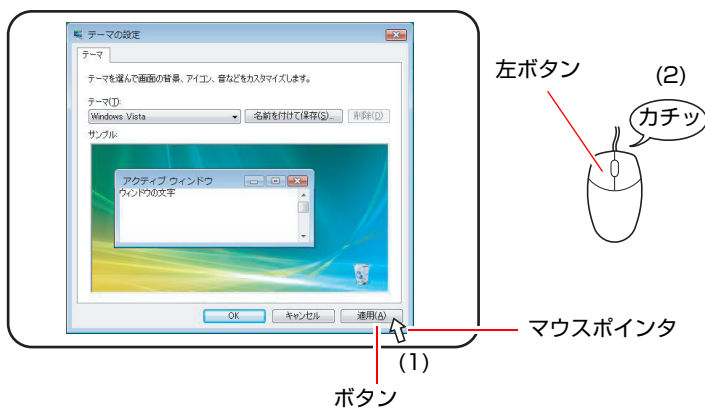 テーマの設定
テーマ
テーマを選んで画面の背景、アイコン、音などをカスタマイズします。
テーマ(T):
Windows Vista
名前を付けて保存(S)...
削除(D)
サンプル:
アクティブ ウィンドウ
ウィンドウの文字
OK
キャンセル
適用(A)
(1)
ボタン
マウスポインタ
左ボタン
(2)
カチッ